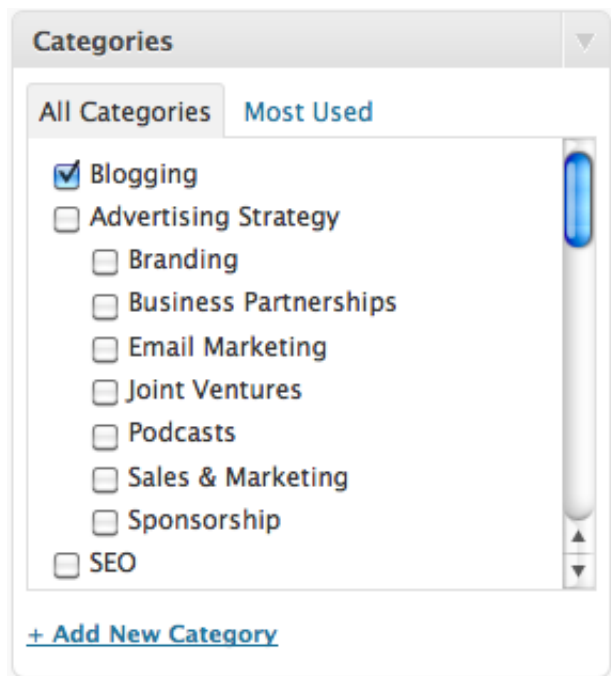 Categories
All Categories Most Used
Blogging
Advertising Strategy
Branding
Business Partnerships
Email Marketing
Joint Ventures
Podcasts
Sales & Marketing
Sponsorship
SEO
+ Add New Category